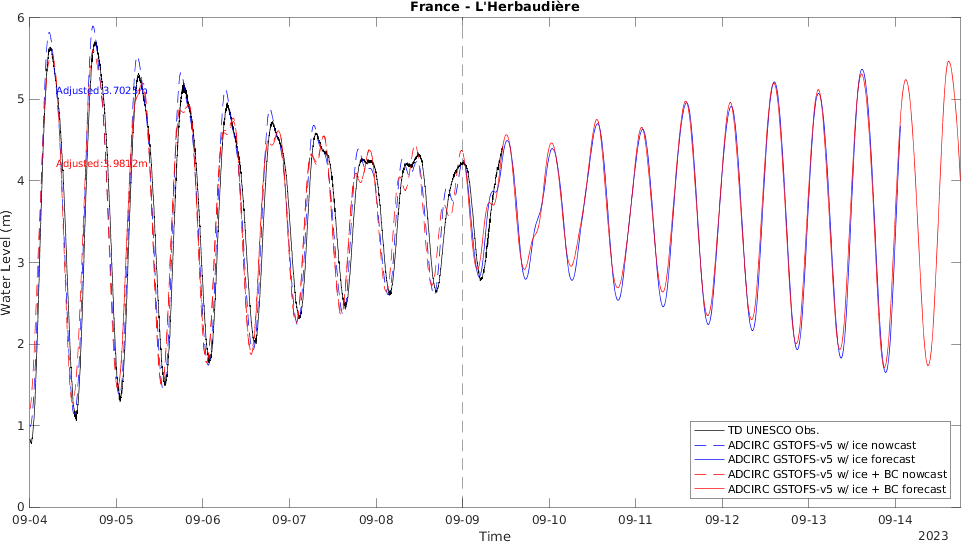 France - L'Herbaudière
6
5
4
3
2
1
0
Water Level (m)
Adjusted:3.7025m
Adjusted:3.9812m
TD UNESCO Obs.
ADCIRC GSTOFS-v5 w/ ice nowcast
ADCIRC GSTOFS-v5 w/ ice forecast
ADCIRC GSTOFS-v5 w/ ice + BC nowcast
ADCIRC GSTOFS-v5 w/ ice + BC forecast
09-04 09-05 09-06 09-07 09-08 09-09 09-10 09-11 09-12 09-13 09-14
Time
2023